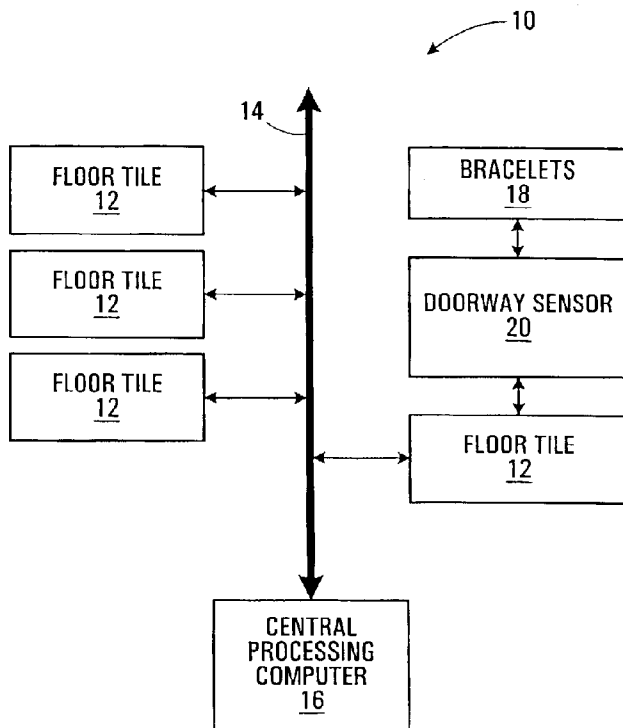 10
14
FLOOR TILE
12
FLOOR TILE
12
FLOOR TILE
12
BRACELETS
18
DOORWAY SENSOR
20
FLOOR TILE
12
CENTRAL
PROCESSING
COMPUTER
16